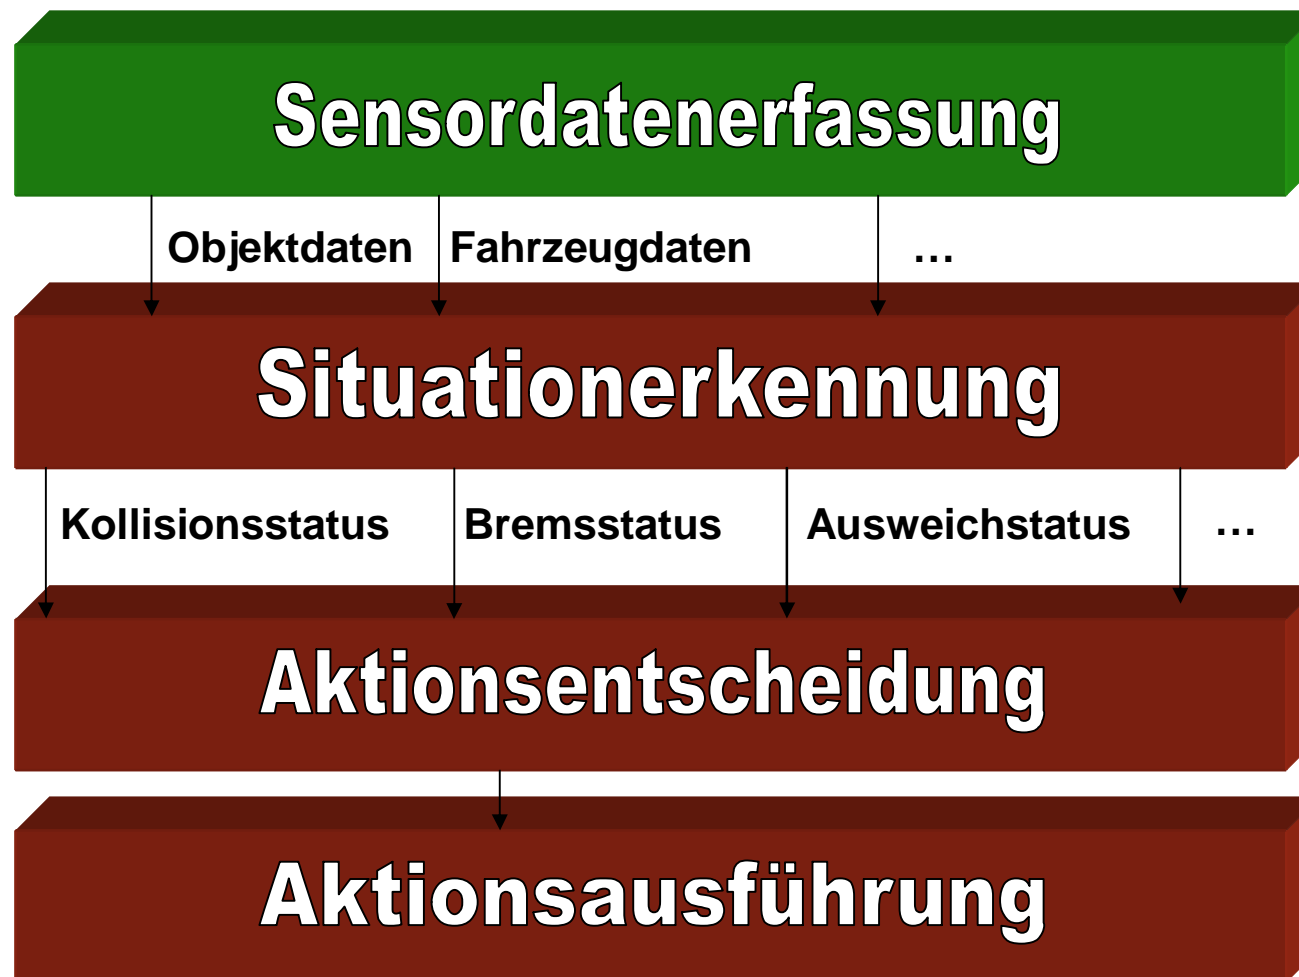 Sensordatenerfassung
Objektdaten Fahrzeugdaten …
Situationerkennung
Kollisionsstatus Bremsstatus Ausweichstatus …
Aktionsentscheidung
Aktionsausführung